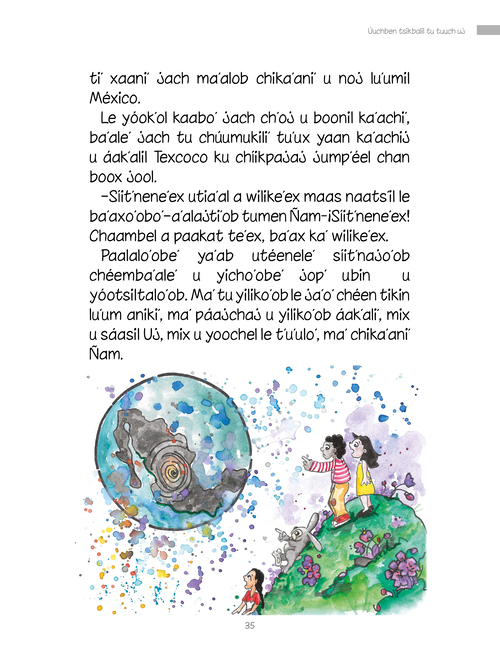 Úuchben tsikbalil tu tuuch uj
ti' xaani' jach ma'alob chika'ani' u noj lu'umil
México.
Le yóok'ol kaabo' jach ch'oj u boonil ka'achi',
ba'ale' jach tu chúumukili' tu'ux yaan ka'achij
u áak'alil Texcoco ku chíikpajaj jump'éel chan
boox jool.
–Síit'nene'ex utia'al a wilike'ex maas naats'il le
ba'axo'obo'–a'alajti'ob tumen Ñam–¡Síit'nene'ex!
Chaambel a paakat te'ex, ba'ax ka' wilike'ex.
Paalalo'obe' ya'ab utéenele' síit'najo'ob
chéemba'ale' u yicho'obe' jop' ubin u
yóotsiltalo'ob. Ma' tu yiliko'ob le ja'o' chéen tikin
lu'um aniki', ma' páajchaj u yiliko'ob áak'ali', mix
u sáasil Uj, mix u yoochel le t'u'ulo', ma' chika'ani'
Ñam.
35